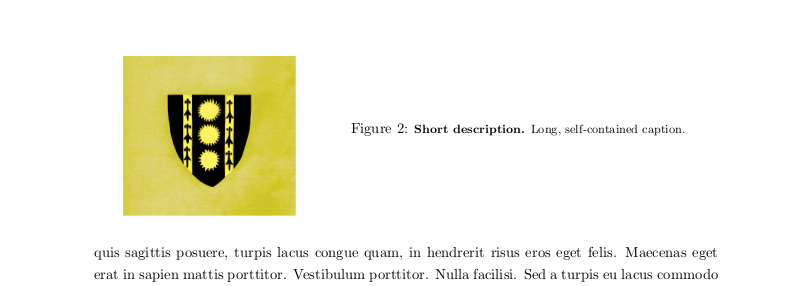 Figure 2: Short description. Long, self-contained caption.
quis sagittis posuere, turpis lacus congue quam, in hendrerit risus eros eget felis. Maecenas eget
erat in sapien mattis porttitor. Vestibulum porttitor. Nulla facilisi. Sed a turpis eu lacus commodo